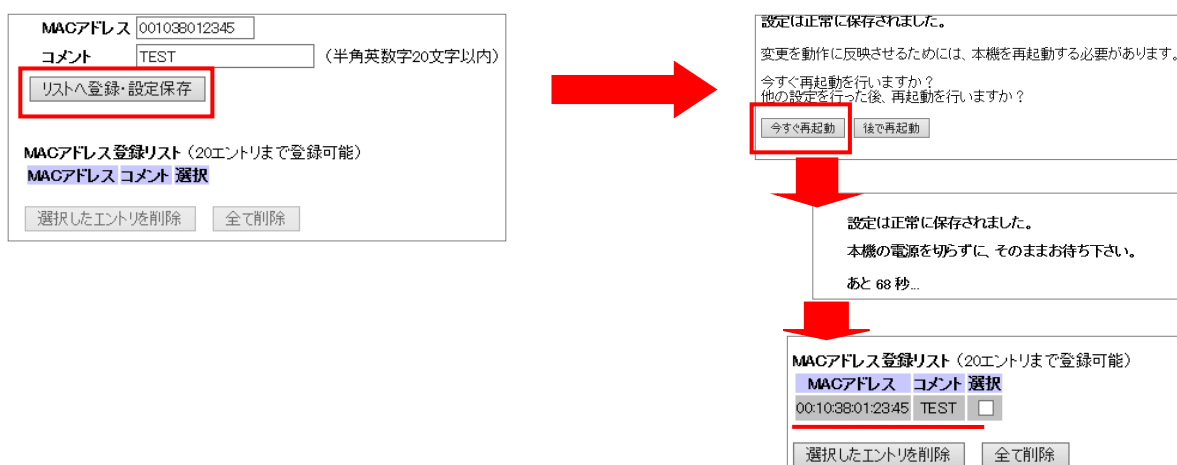 MACアドレス 001038012345
コメント TEST （半角英数字20文字以内）
リストへ登録・設定保存
MACアドレス登録リスト（20エントリまで登録可能）
MACアドレス コメント 選択
選択したエントリを削除 全て削除
設定は正常に保存されました。
変更を動作に反映させるためには、本機を再起動する必要があります。
今すぐ再起動を行いますか？
他の設定を行った後、再起動を行いますか？
今すぐ再起動 後で再起動
設定は正常に保存されました。
本機の電源を切らずに、そのままお待ち下さい。
あと 68 秒...
MACアドレス登録リスト（20エントリまで登録可能）
MACアドレス コメント 選択
00:10:38:01:23:45 TEST
選択したエントリを削除 全て削除